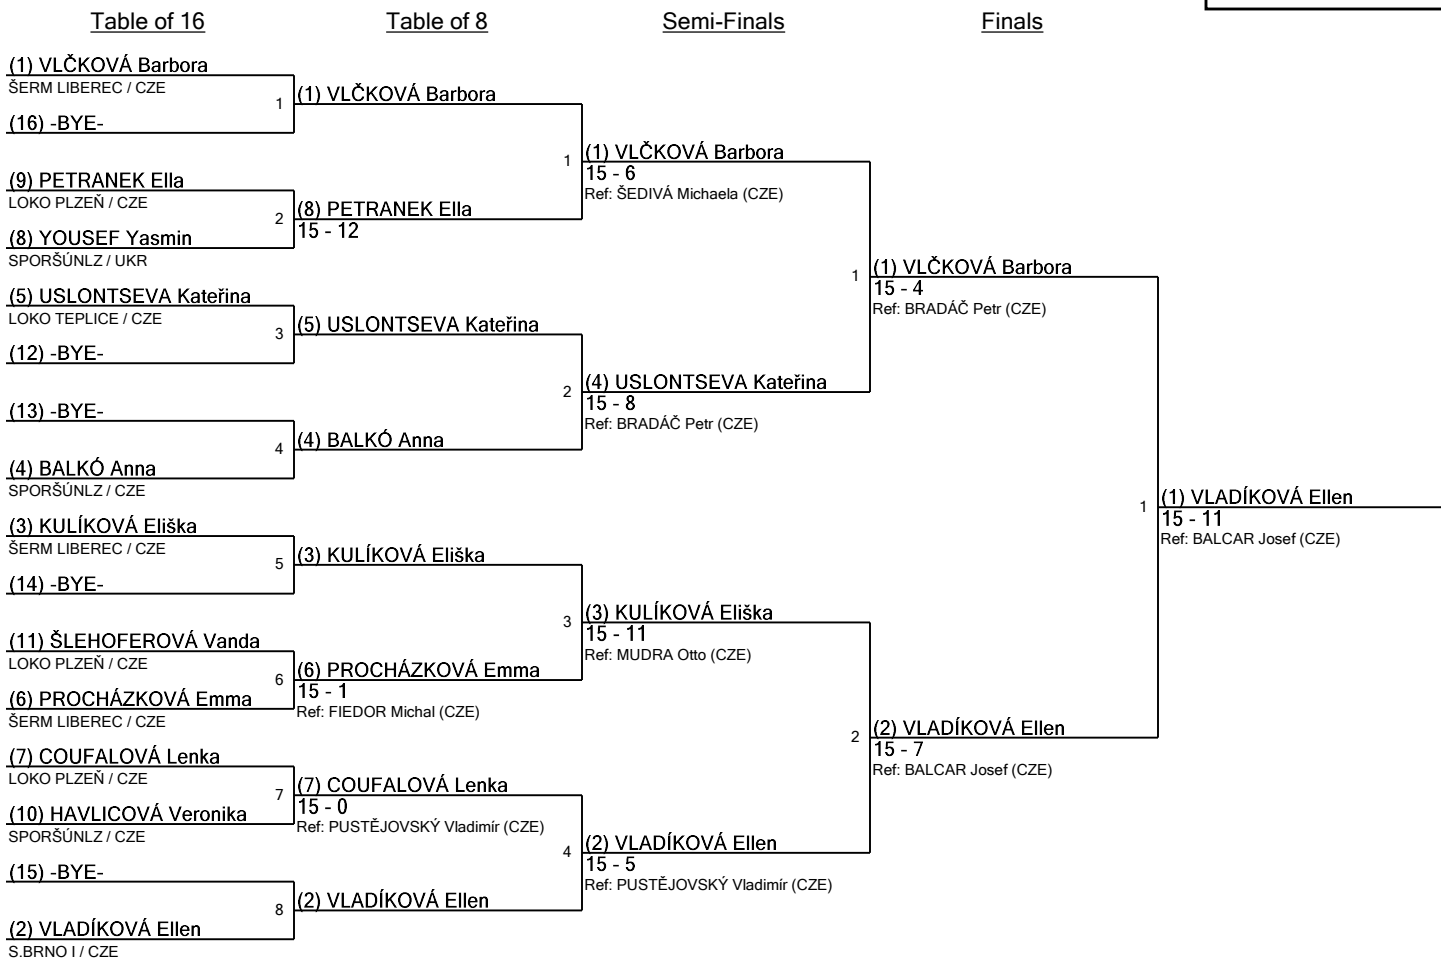 Table of 16
Table of 8
Semi-Finals
Finals
(1) VLČKOVÁ Barbora
ŠERM LIBEREC / CZE
1
(16) -BYE-
(9) PETRANEK Ella
LOKO PLZEŇ / CZE
2
(8) YOUSEF Yasmin
SPORŠÚNLZ / UKR
(5) USLONTSEVA Kateřina
LOKO TEPLICE / CZE
3
(12) -BYE-
(13) -BYE-
4
(4) BALKÓ Anna
SPORŠÚNLZ / CZE
(3) KULÍKOVÁ Eliška
ŠERM LIBEREC / CZE
5
(14) -BYE-
(11) ŠLEHOFEROVÁ Vanda
LOKO PLZEŇ / CZE
6
(6) PROCHÁZKOVÁ Emma
ŠERM LIBEREC / CZE
(7) COUFALOVÁ Lenka
LOKO PLZEŇ / CZE
7
(10) HAVLICOVÁ Veronika
SPORŠÚNLZ / CZE
(15) -BYE-
8
(2) VLADÍKOVÁ Ellen
S.BRNO I / CZE
(1) VLČKOVÁ Barbora
1
(8) PETRANEK Ella
15 - 12
(5) USLONTSEVA Kateřina
2
(4) BALKÓ Anna
(3) KULÍKOVÁ Eliška
3
(6) PROCHÁZKOVÁ Emma
15 - 1
Ref: FIEDOR Michal (CZE)
(7) COUFALOVÁ Lenka
15 - 0
Ref: PUSTĚJOVSKÝ Vladimír (CZE)
4
(2) VLADÍKOVÁ Ellen
(1) VLČKOVÁ Barbora
15 - 6
Ref: ŠEDIVÁ Michaela (CZE)
1
(4) USLONTSEVA Kateřina
15 - 8
Ref: BRADÁČ Petr (CZE)
(3) KULÍKOVÁ Eliška
15 - 11
Ref: MUDRA Otto (CZE)
2
(2) VLADÍKOVÁ Ellen
15 - 5
Ref: PUSTĚJOVSKÝ Vladimír (CZE)
(1) VLČKOVÁ Barbora
15 - 4
Ref: BRADÁČ Petr (CZE)
1
(2) VLADÍKOVÁ Ellen
15 - 7
Ref: BALCAR Josef (CZE)
(1) VLADÍKOVÁ Ellen
15 - 11
Ref: BALCAR Josef (CZE)